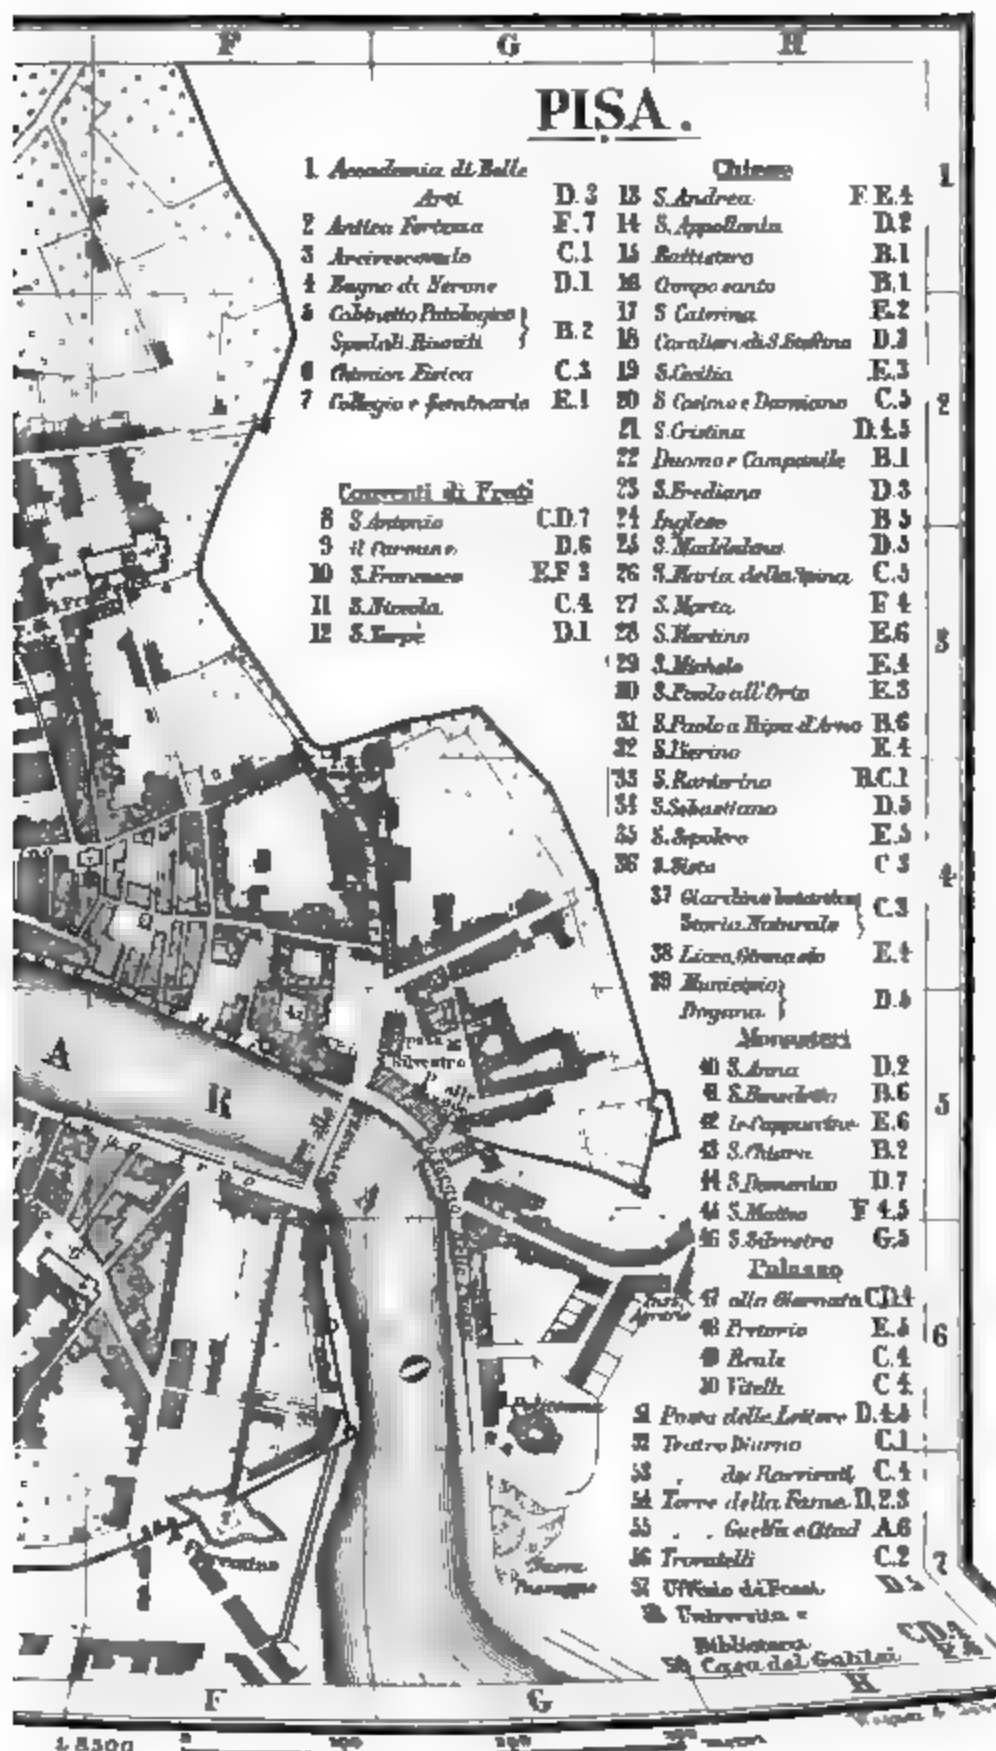 F G H
PISA.
1 Accademia di Belle
Arti D.3
2 Antica Fortezza F.7
3 Arcivescovado C.1
4 Bagno di Nerone D.1
5 Gabinetto Patologico
Spedali Riuniti B.2
6 Chimica Fisica C.3
7 Collegio e Seminario E.1
Conventi di Frati
8 S.Antonio C.D.7
9 il Carmine D.6
10 S.Francesco E.F 3
11 S.Nicola C.4
12 S.Torpè D.1
Chiese
13 S.Andrea F E.4
14 S.Appollonia D.2
15 Battistero B.1
16 Campo santo B.1
17 S Caterina E.2
18 Cavalieri di S.Stefano D.3
19 S.Cecilia E.3
20 S Cosimo e Damiano C.5
21 S.Cristina D.4.5
22 Duomo e Campanile B.1
23 S.Frediano D.3
24 Inglese B 5
25 S.Maddalena D.5
26 S.Maria della Spina C.5
27 S.Marta F 4
28 S.Martino E.6
29 S.Michele E.4
30 S.Paolo all'Orto E.3
31 S.Paolo a Ripa d'Arno B.6
32 S.Pierino E.4
33 S.Ranierino B.C.1
34 S.Sebastiano D.5
35 S.Sepolcro E.5
36 S.Sisto C 3
37 Giardino botanico
Storia Naturale C.3
38 Liceo, Ginnasio E.4
39 Municipio
Dogana D.5
Monasteri
40 S.Anna D.2
41 S.Benedetto B.6
42 le Cappuccine E.6
43 S.Chiara B.2
44 S.Domenico D.7
45 S.Matteo F 4.5
46 S.Silvestro G.5
Palazzo
47 alla Giornata C.D.4
48 Pretorio E.5
49 Reale C.4
50 Vitelli C 4
51 Posta delle Lettere D.4.5
52 Teatro Diurno C.1
53 " dei Ravvivati C.4
54 Torre della Fame D.2.3
55 " Guelfa e Cittad A.6
56 Trovatelli C.2
57 Uffizio di Fossi D.5
58 Università e
Biblioteca C.D.4
59 Casa del Galilei
1
2
3
4
5
6
7
A
R
Silvestro
Politeama
Fiorentina
F G H
100